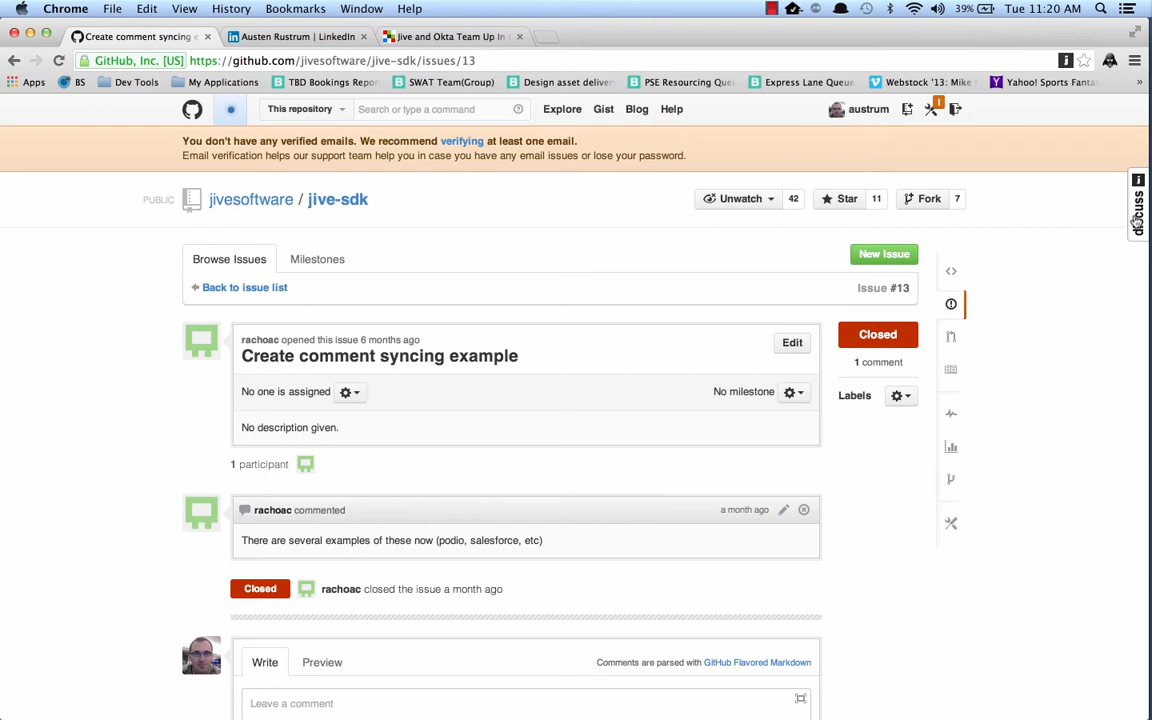 Chrome File Edit View History Bookmarks Window Help 39% Tue 11:20 AM
Create comment syncing e Austen Rustrum | LinkedIn Jive and Okta Team Up In t
GitHub, Inc. [US] https://github.com/jivesoftware/jive-sdk/issues/13
Apps BS Dev Tools My Applications TBD Bookings Repor SWAT Team(Group) Design asset deliver PSE Resourcing Que Express Lane Queue Webstock '13: Mike Yahoo! Sports Fanta »
This repository Search or type a command Explore Gist Blog Help austrum
You don't have any verified emails. We recommend verifying at least one email.
Email verification helps our support team help you in case you have any email issues or lose your password.
discuss
PUBLIC jivesoftware / jive-sdk Unwatch 42 Star 11 Fork 7
Browse Issues Milestones New Issue
Back to issue list Issue #13
rachoac opened this issue 6 months ago Edit Closed
Create comment syncing example
1 comment
No one is assigned No milestone Labels
No description given.
1 participant
rachoac commented a month ago
There are several examples of these now (podio, salesforce, etc)
Closed rachoac closed the issue a month ago
Write Preview Comments are parsed with GitHub Flavored Markdown
Leave a comment